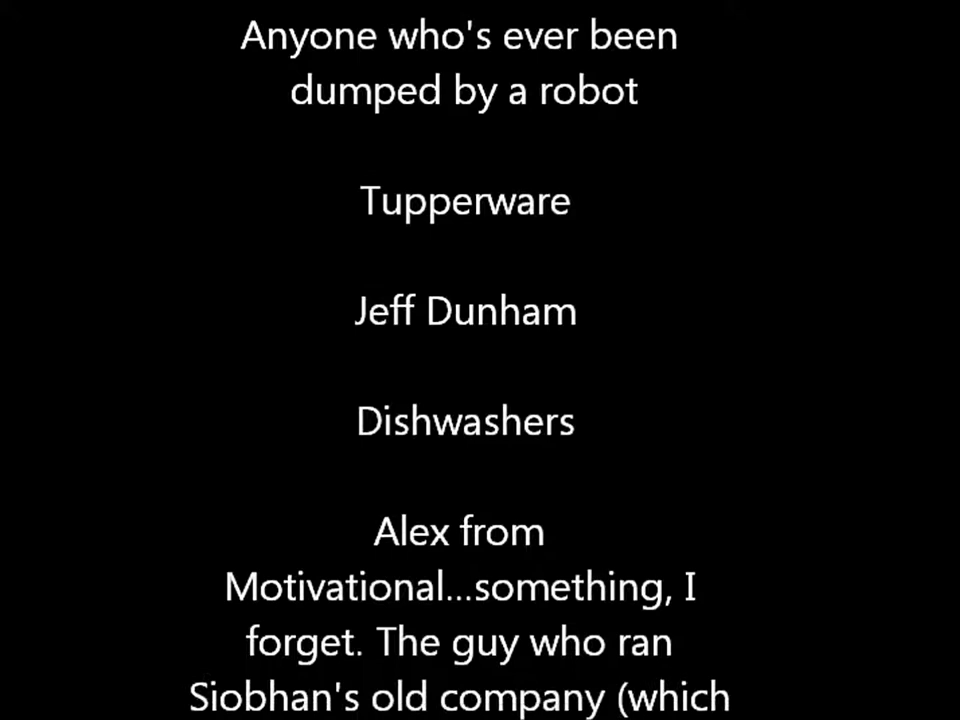 Anyone who's ever been
dumped by a robot
Tupperware
Jeff Dunham
Dishwashers
Alex from
Motivational...something, I
forget. The guy who ran
Siobhan's old company (which